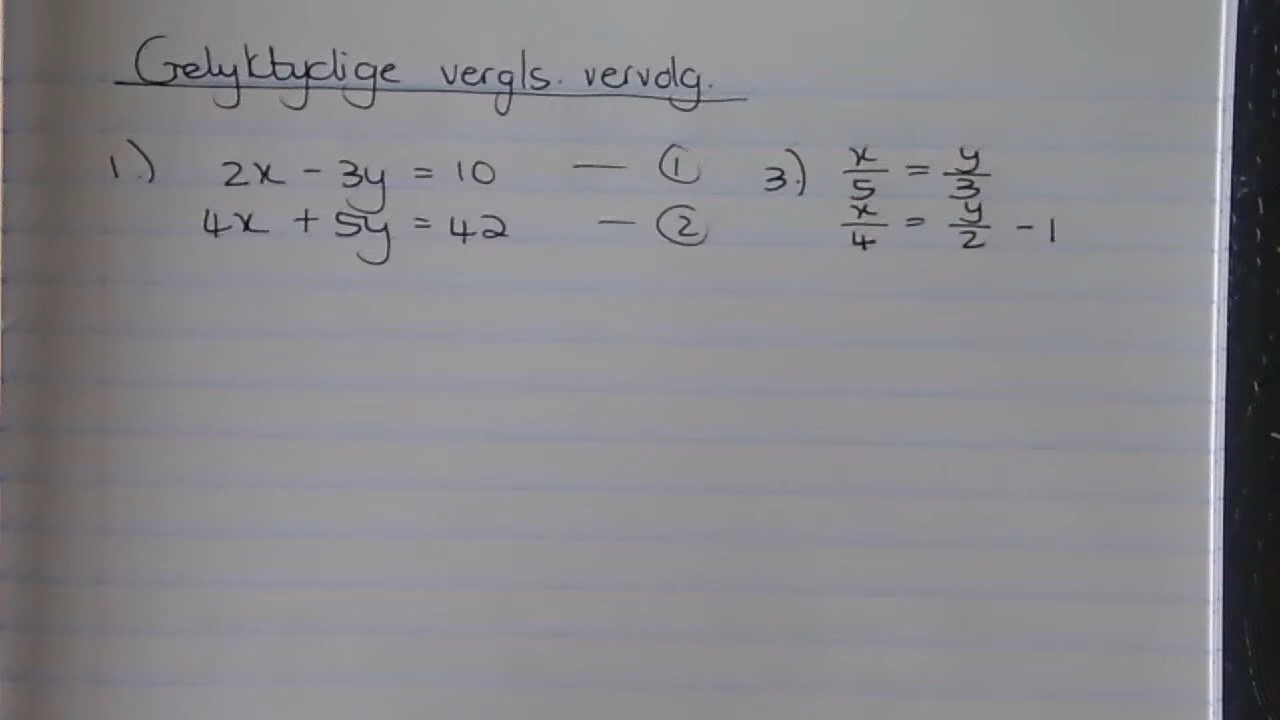 Gelyktydige vergls. vervolg.
1.) 2x - 3y = 10 — ①
4x + 5y = 42 — ②
3.) x/5 = y/3
x/4 = y/2 - 1